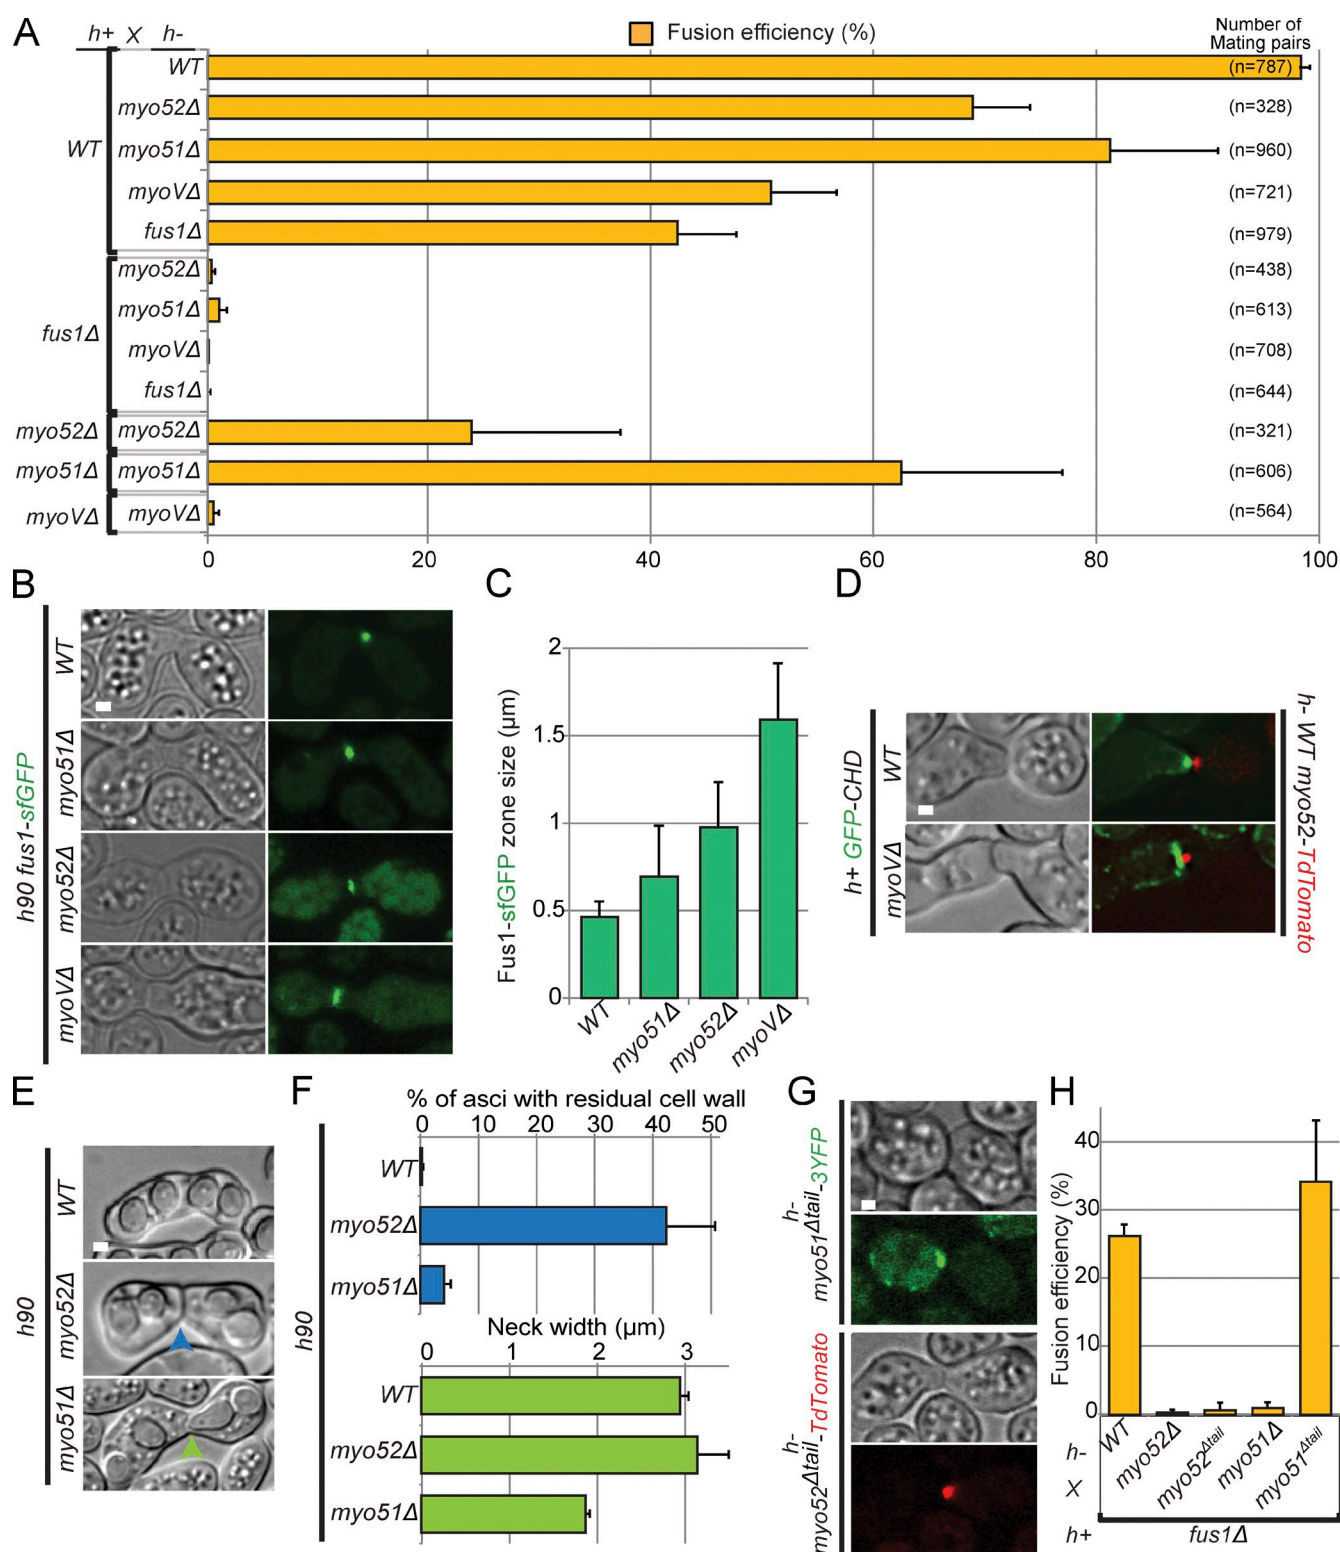 A
h+ X h-
Fusion efficiency (%)
Number of
Mating pairs
WT
WT (n=787)
myo52Δ (n=328)
myo51Δ (n=960)
myoVΔ (n=721)
fus1Δ (n=979)
fus1Δ
myo52Δ (n=438)
myo51Δ (n=613)
myoVΔ (n=708)
fus1Δ (n=644)
myo52Δ myo52Δ (n=321)
myo51Δ myo51Δ (n=606)
myoVΔ myoVΔ (n=564)
0 20 40 60 80 100
B
h90 fus1-sfGFP
WT
myo51Δ
myo52Δ
myoVΔ
C
Fus1-sfGFP zone size (µm)
2
1.5
1
0.5
0
WT myo51Δ myo52Δ myoVΔ
D
h+ GFP-CHD
WT
myoVΔ
h- WT myo52-TdTomato
E
h90
WT
myo52Δ
myo51Δ
F
h90
% of asci with residual cell wall
0 10 20 30 40 50
WT
myo52Δ
myo51Δ
Neck width (µm)
0 1 2 3
WT
myo52Δ
myo51Δ
G
h-
myo51Δtail-3YFP
h-
myo52Δtail-TdTomato
H
Fusion efficiency (%)
40
30
20
10
0
WT myo52Δ myo52Δtail myo51Δ myo51Δtail
h-
X
h+ fus1Δ